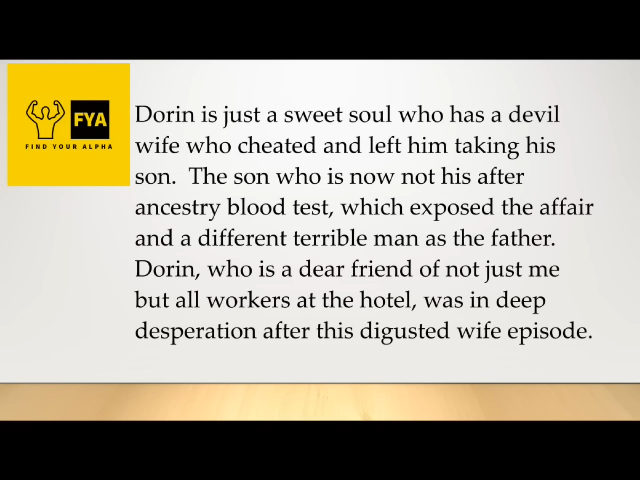 FYA
FIND YOUR ALPHA
Dorin is just a sweet soul who has a devil
wife who cheated and left him taking his
son.  The son who is now not his after
ancestry blood test, which exposed the affair
and a different terrible man as the father.
Dorin, who is a dear friend of not just me
but all workers at the hotel, was in deep
desperation after this digusted wife episode.